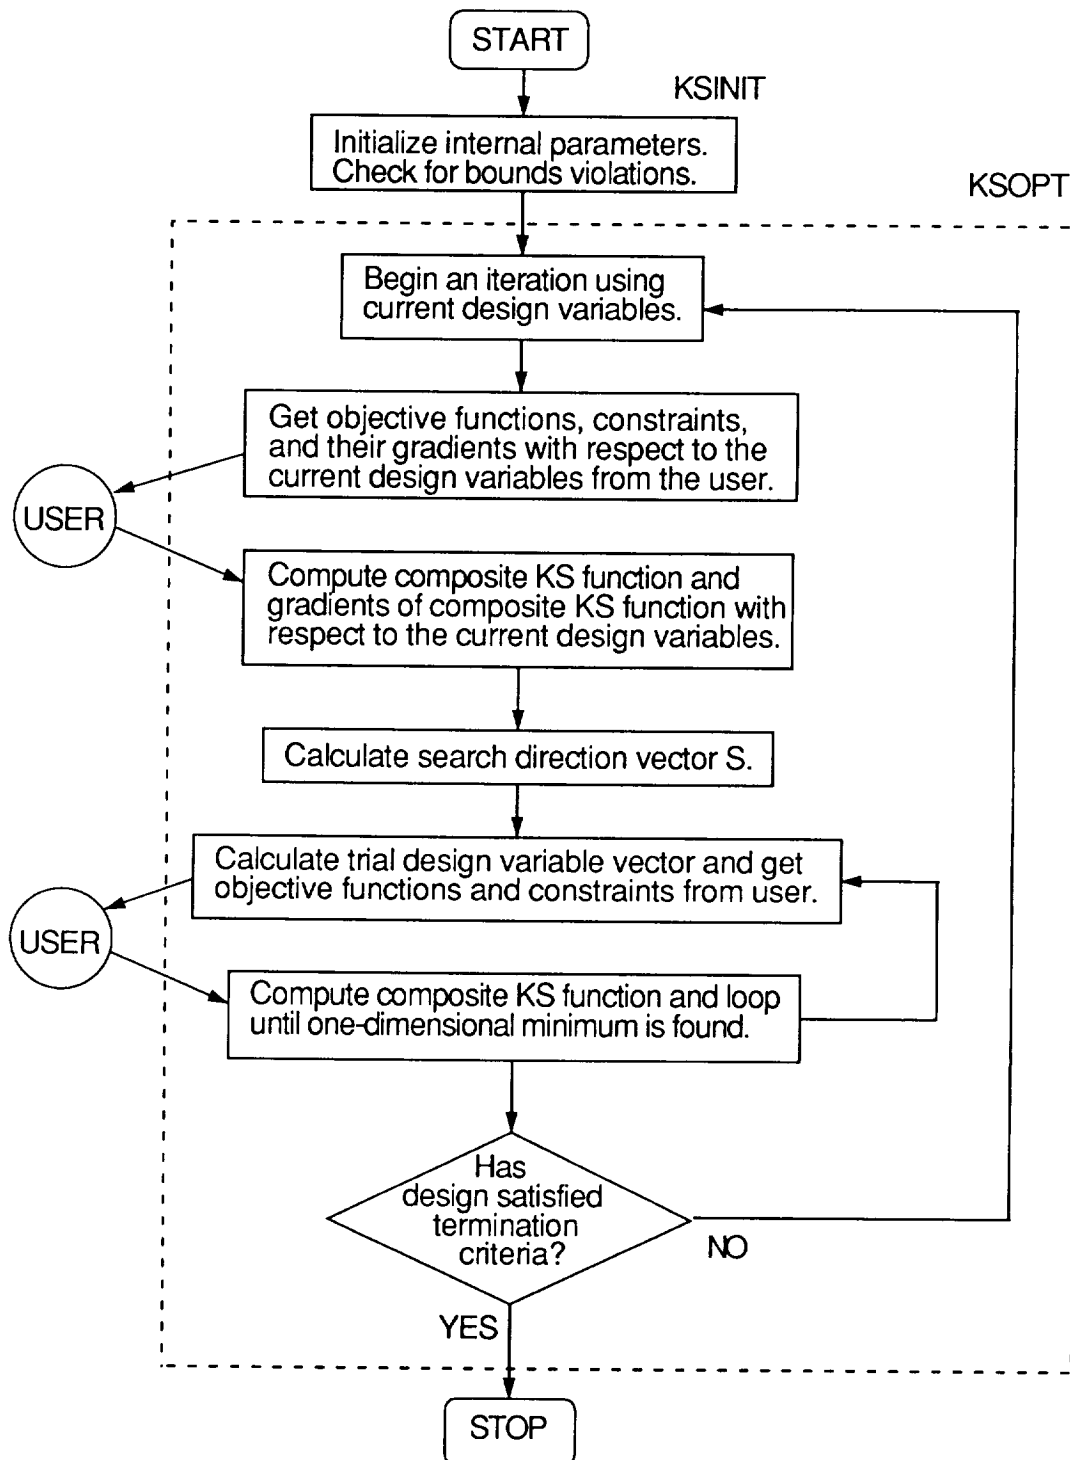 START
KSINIT
Initialize internal parameters.
Check for bounds violations.
KSOPT
Begin an iteration using
current design variables.
Get objective functions, constraints,
and their gradients with respect to the
current design variables from the user.
USER
Compute composite KS function and
gradients of composite KS function with
respect to the current design variables.
Calculate search direction vector S.
Calculate trial design variable vector and get
objective functions and constraints from user.
USER
Compute composite KS function and loop
until one-dimensional minimum is found.
Has
design satisfied
termination
criteria?
NO
YES
STOP